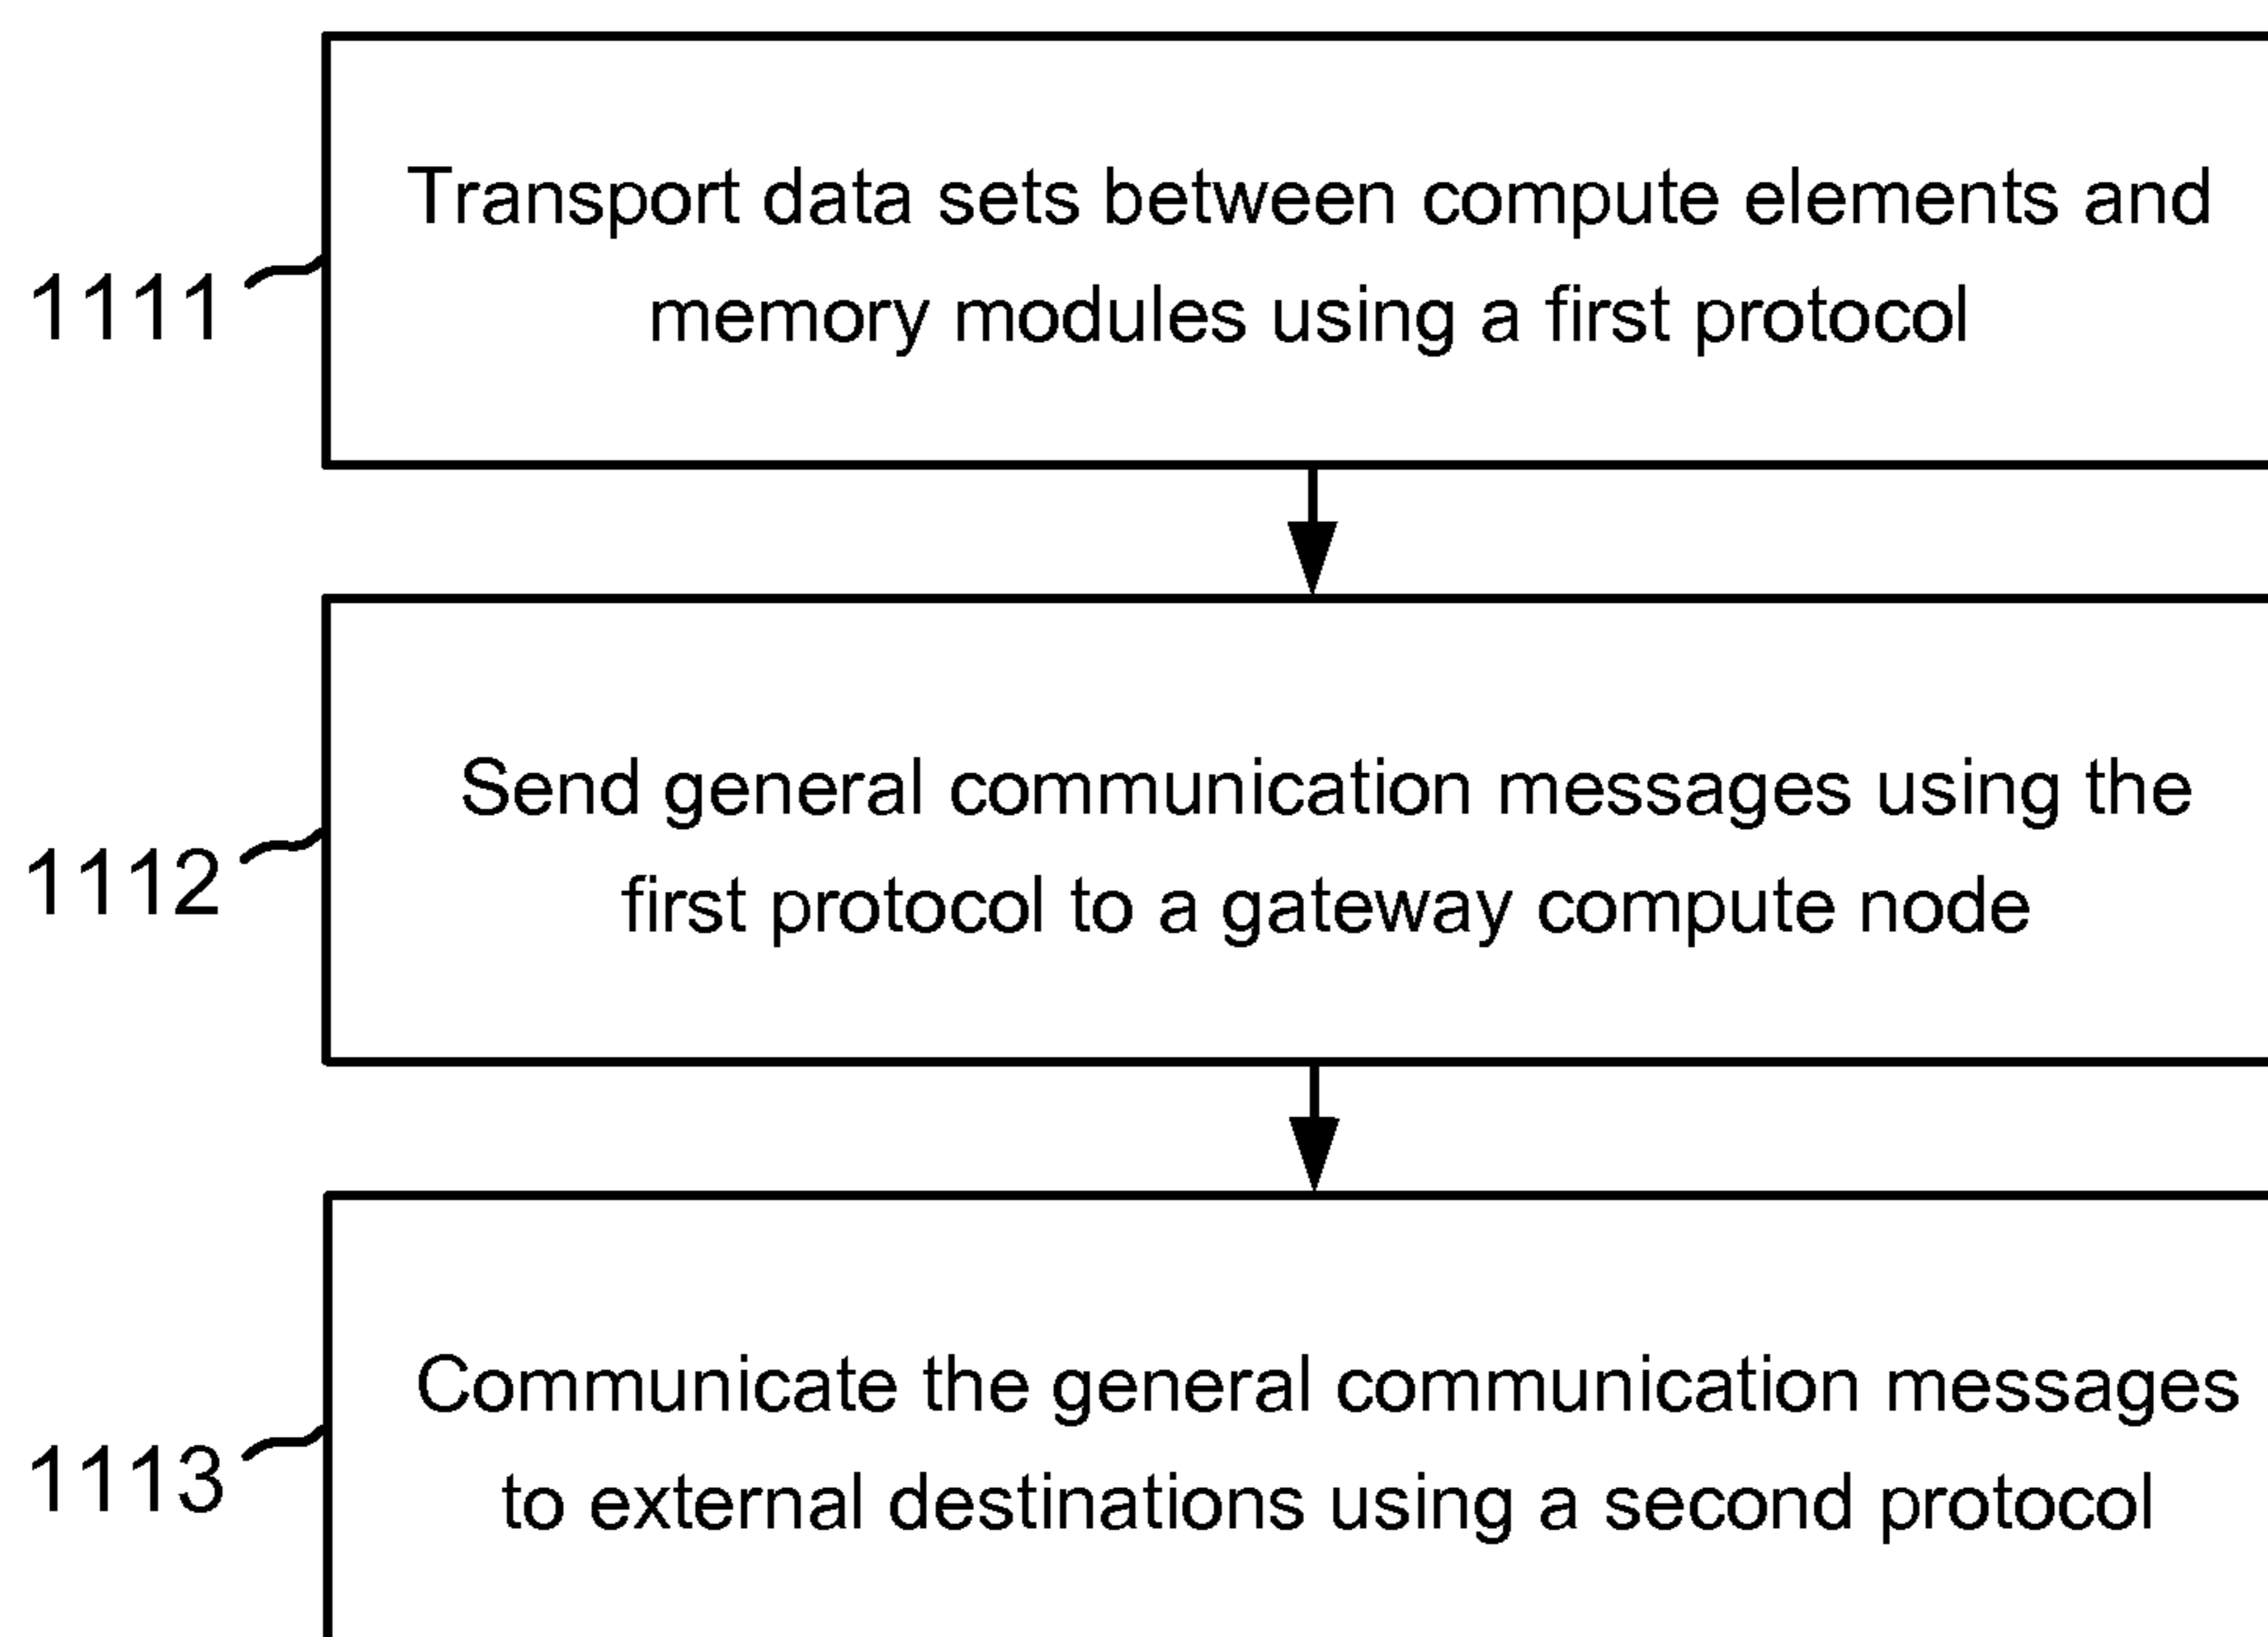 Transport data sets between compute elements and
memory modules using a first protocol
1111
Send general communication messages using the
first protocol to a gateway compute node
1112
Communicate the general communication messages
to external destinations using a second protocol
1113